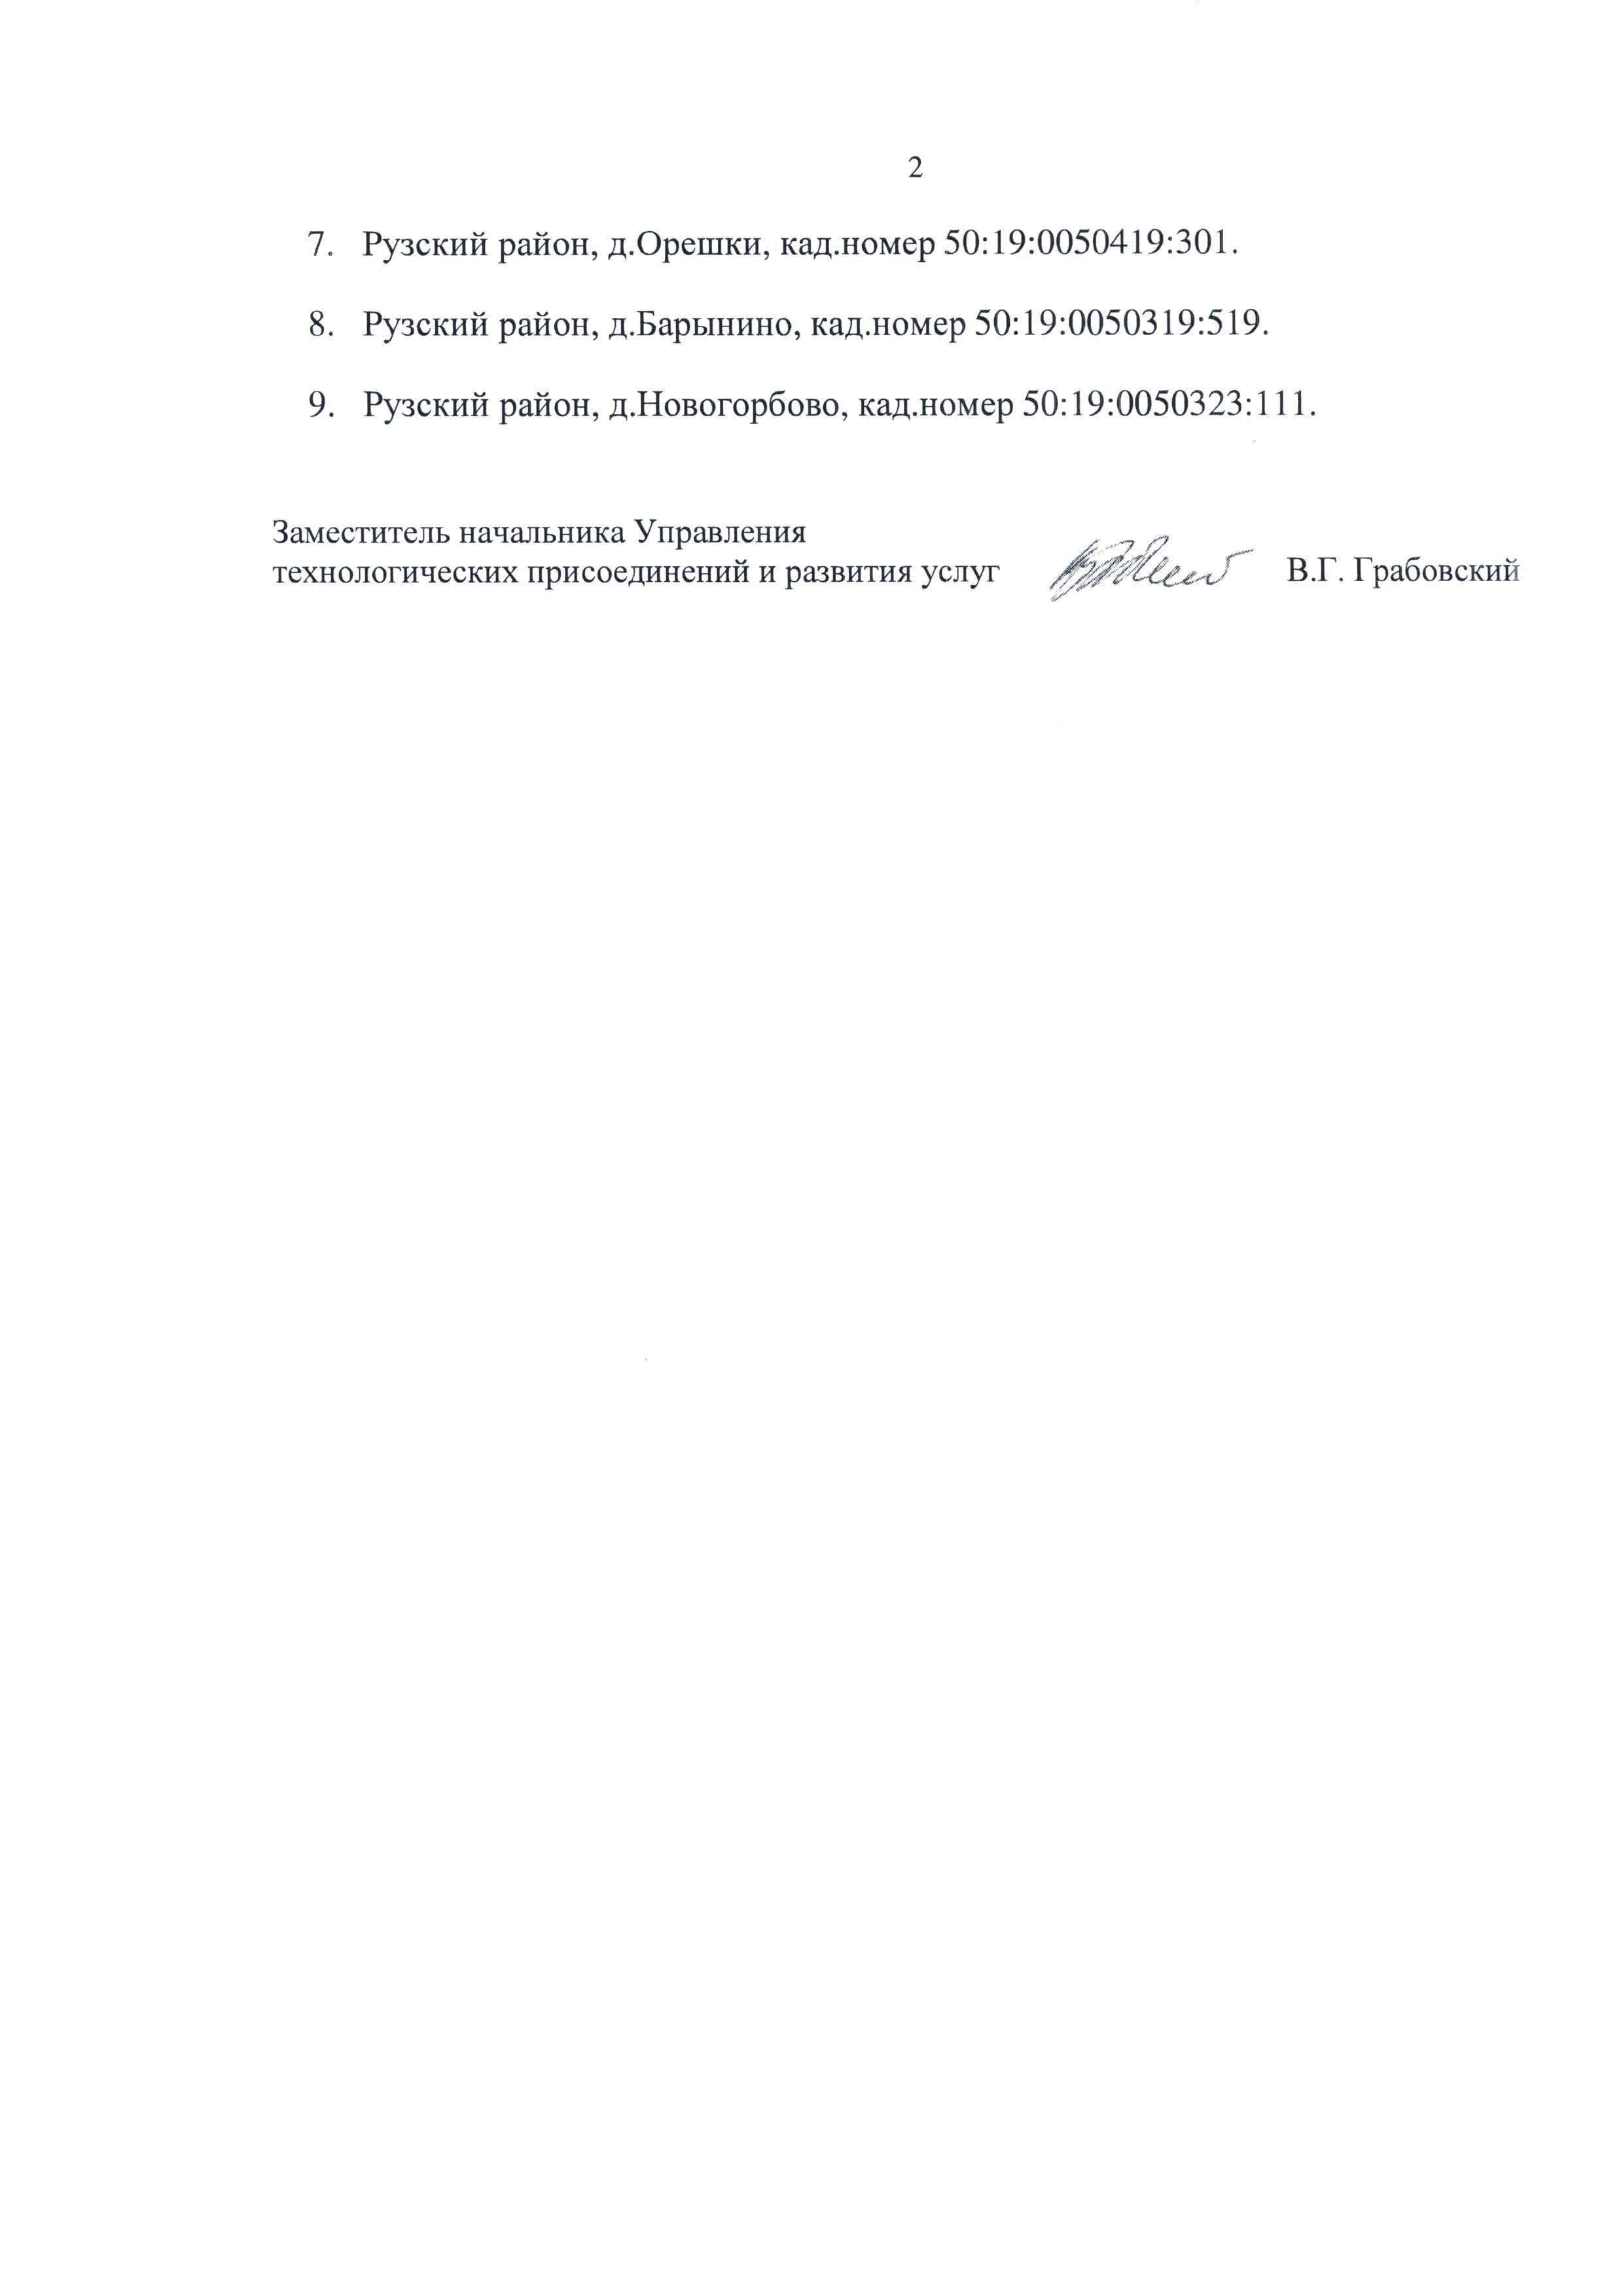 2
7. Рузский район, д.Орешки, кад.номер 50:19:0050419:301.
8. Рузский район, д.Барынино, кад.номер 50:19:0050319:519.
9. Рузский район, д.Новогорбово, кад.номер 50:19:0050323:111.
Заместитель начальника Управления
технологических присоединений и развития услуг В.Г. Грабовский